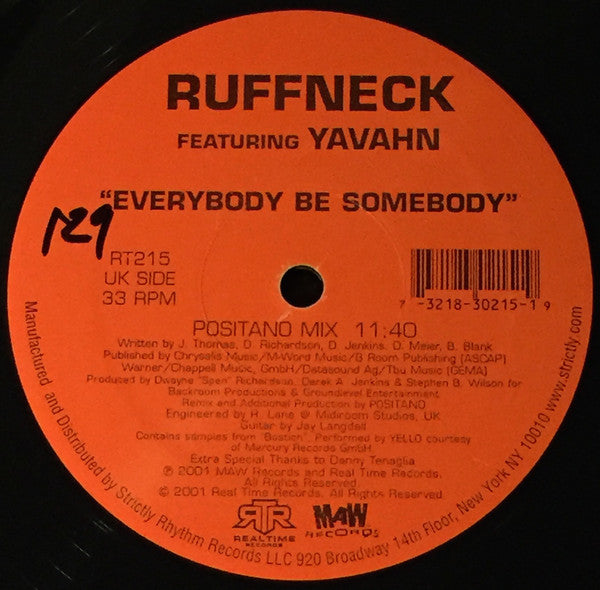 RUFFNECK
FEATURING YAVAHN
"EVERYBODY BE SOMEBODY"
129
RT215
UK SIDE
33 RPM
7 -3218-30215-1 9
POSITANO MIX 11:40
Written by J. Thomas, D. Richardson, D. Jenkins, D. Meier, B. Blank
Published by Chrysalis Music/M-Word Music/B Room Publishing (ASCAP)
Warner/Chappell Music, GmbH/Datasound Ag/Tbu Music (GEMA)
Produced by Dwayne "Spen" Richardson, Derek A. Jenkins & Stephen B. Wilson for
Backroom Productions & Groundlevel Entertainment
Remix and Additional Production by POSITANO
Engineered by R. Lane @ Midiroom Studios, UK
Guitar by Jay Langdell
Contains samples from "Bostich". Performed by YELLO courtesy
of Mercury Records GmbH.
Extra Special Thanks to Danny Tenaglia
℗ 2001 MAW Records and Real Time Records.
All Rights Reserved
© 2001 Real Time Records. All Rights Reserved.
RTR
REALTIME
RECORDS
MAW
RECORDS
Manufactured and Distributed by Strictly Rhythm Records LLC 920 Broadway 14th Floor, New York NY 10010 www.strictly.com